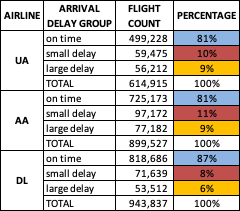 AIRLINE ARRIVAL DELAY GROUP FLIGHT COUNT PERCENTAGE
UA on time 499,228 81%
small delay 59,475 10%
large delay 56,212 9%
TOTAL 614,915 100%
AA on time 725,173 81%
small delay 97,172 11%
large delay 77,182 9%
TOTAL 899,527 100%
DL on time 818,686 87%
small delay 71,639 8%
large delay 53,512 6%
TOTAL 943,837 100%